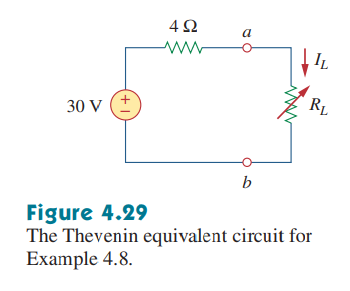 4 Ω
a
I_L
30 V
+
−
R_L
b
Figure 4.29
The Thevenin equivalent circuit for
Example 4.8.